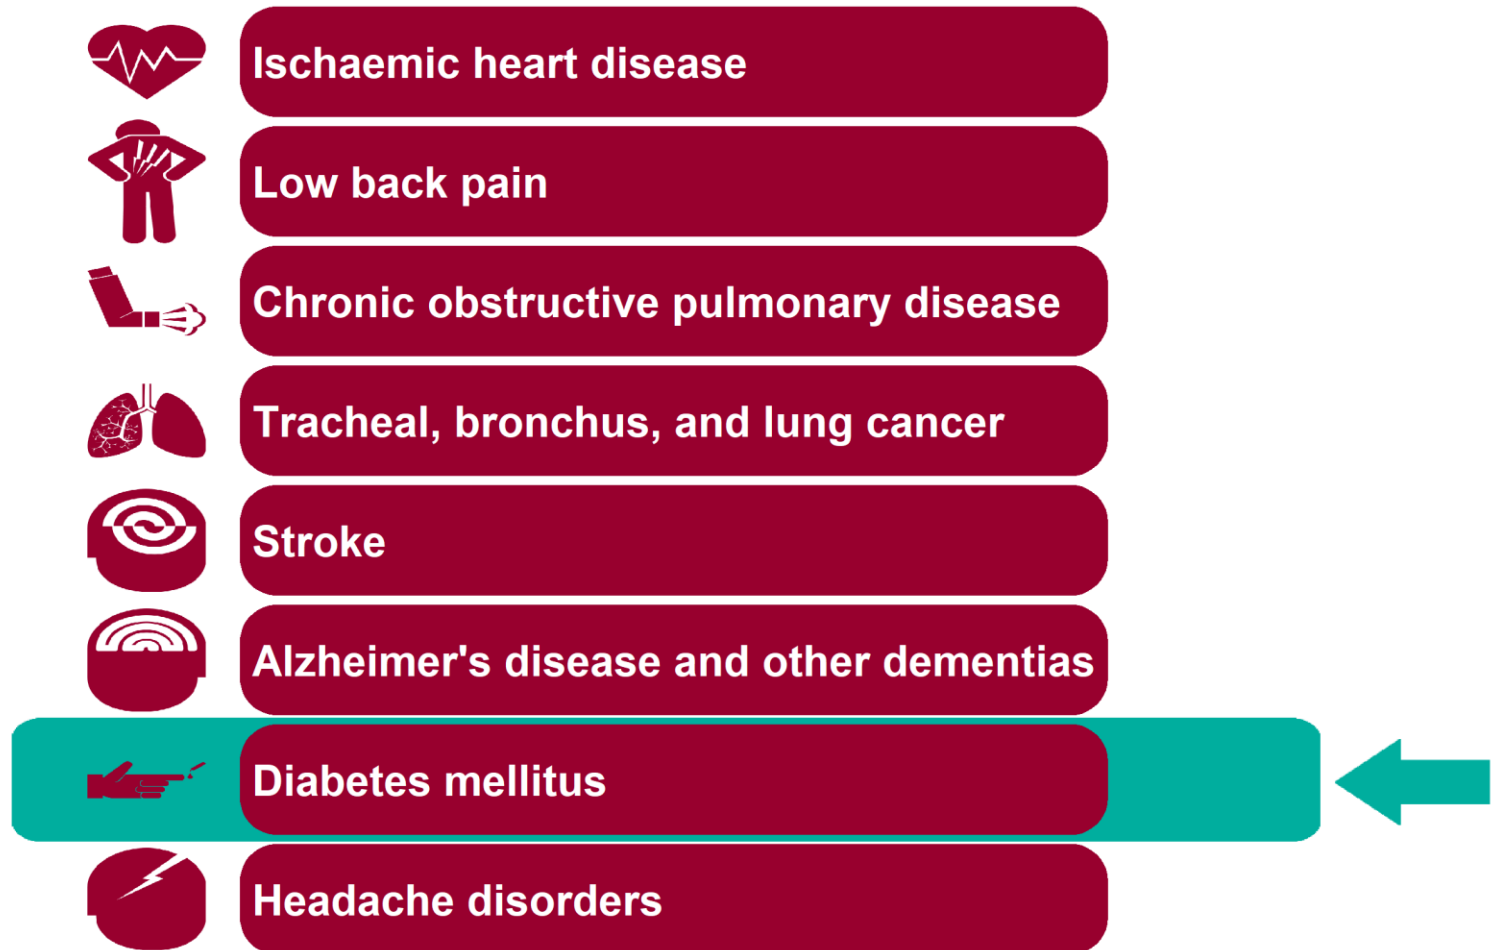 Ischaemic heart disease
Low back pain
Chronic obstructive pulmonary disease
Tracheal, bronchus, and lung cancer
Stroke
Alzheimer's disease and other dementias
Diabetes mellitus
Headache disorders